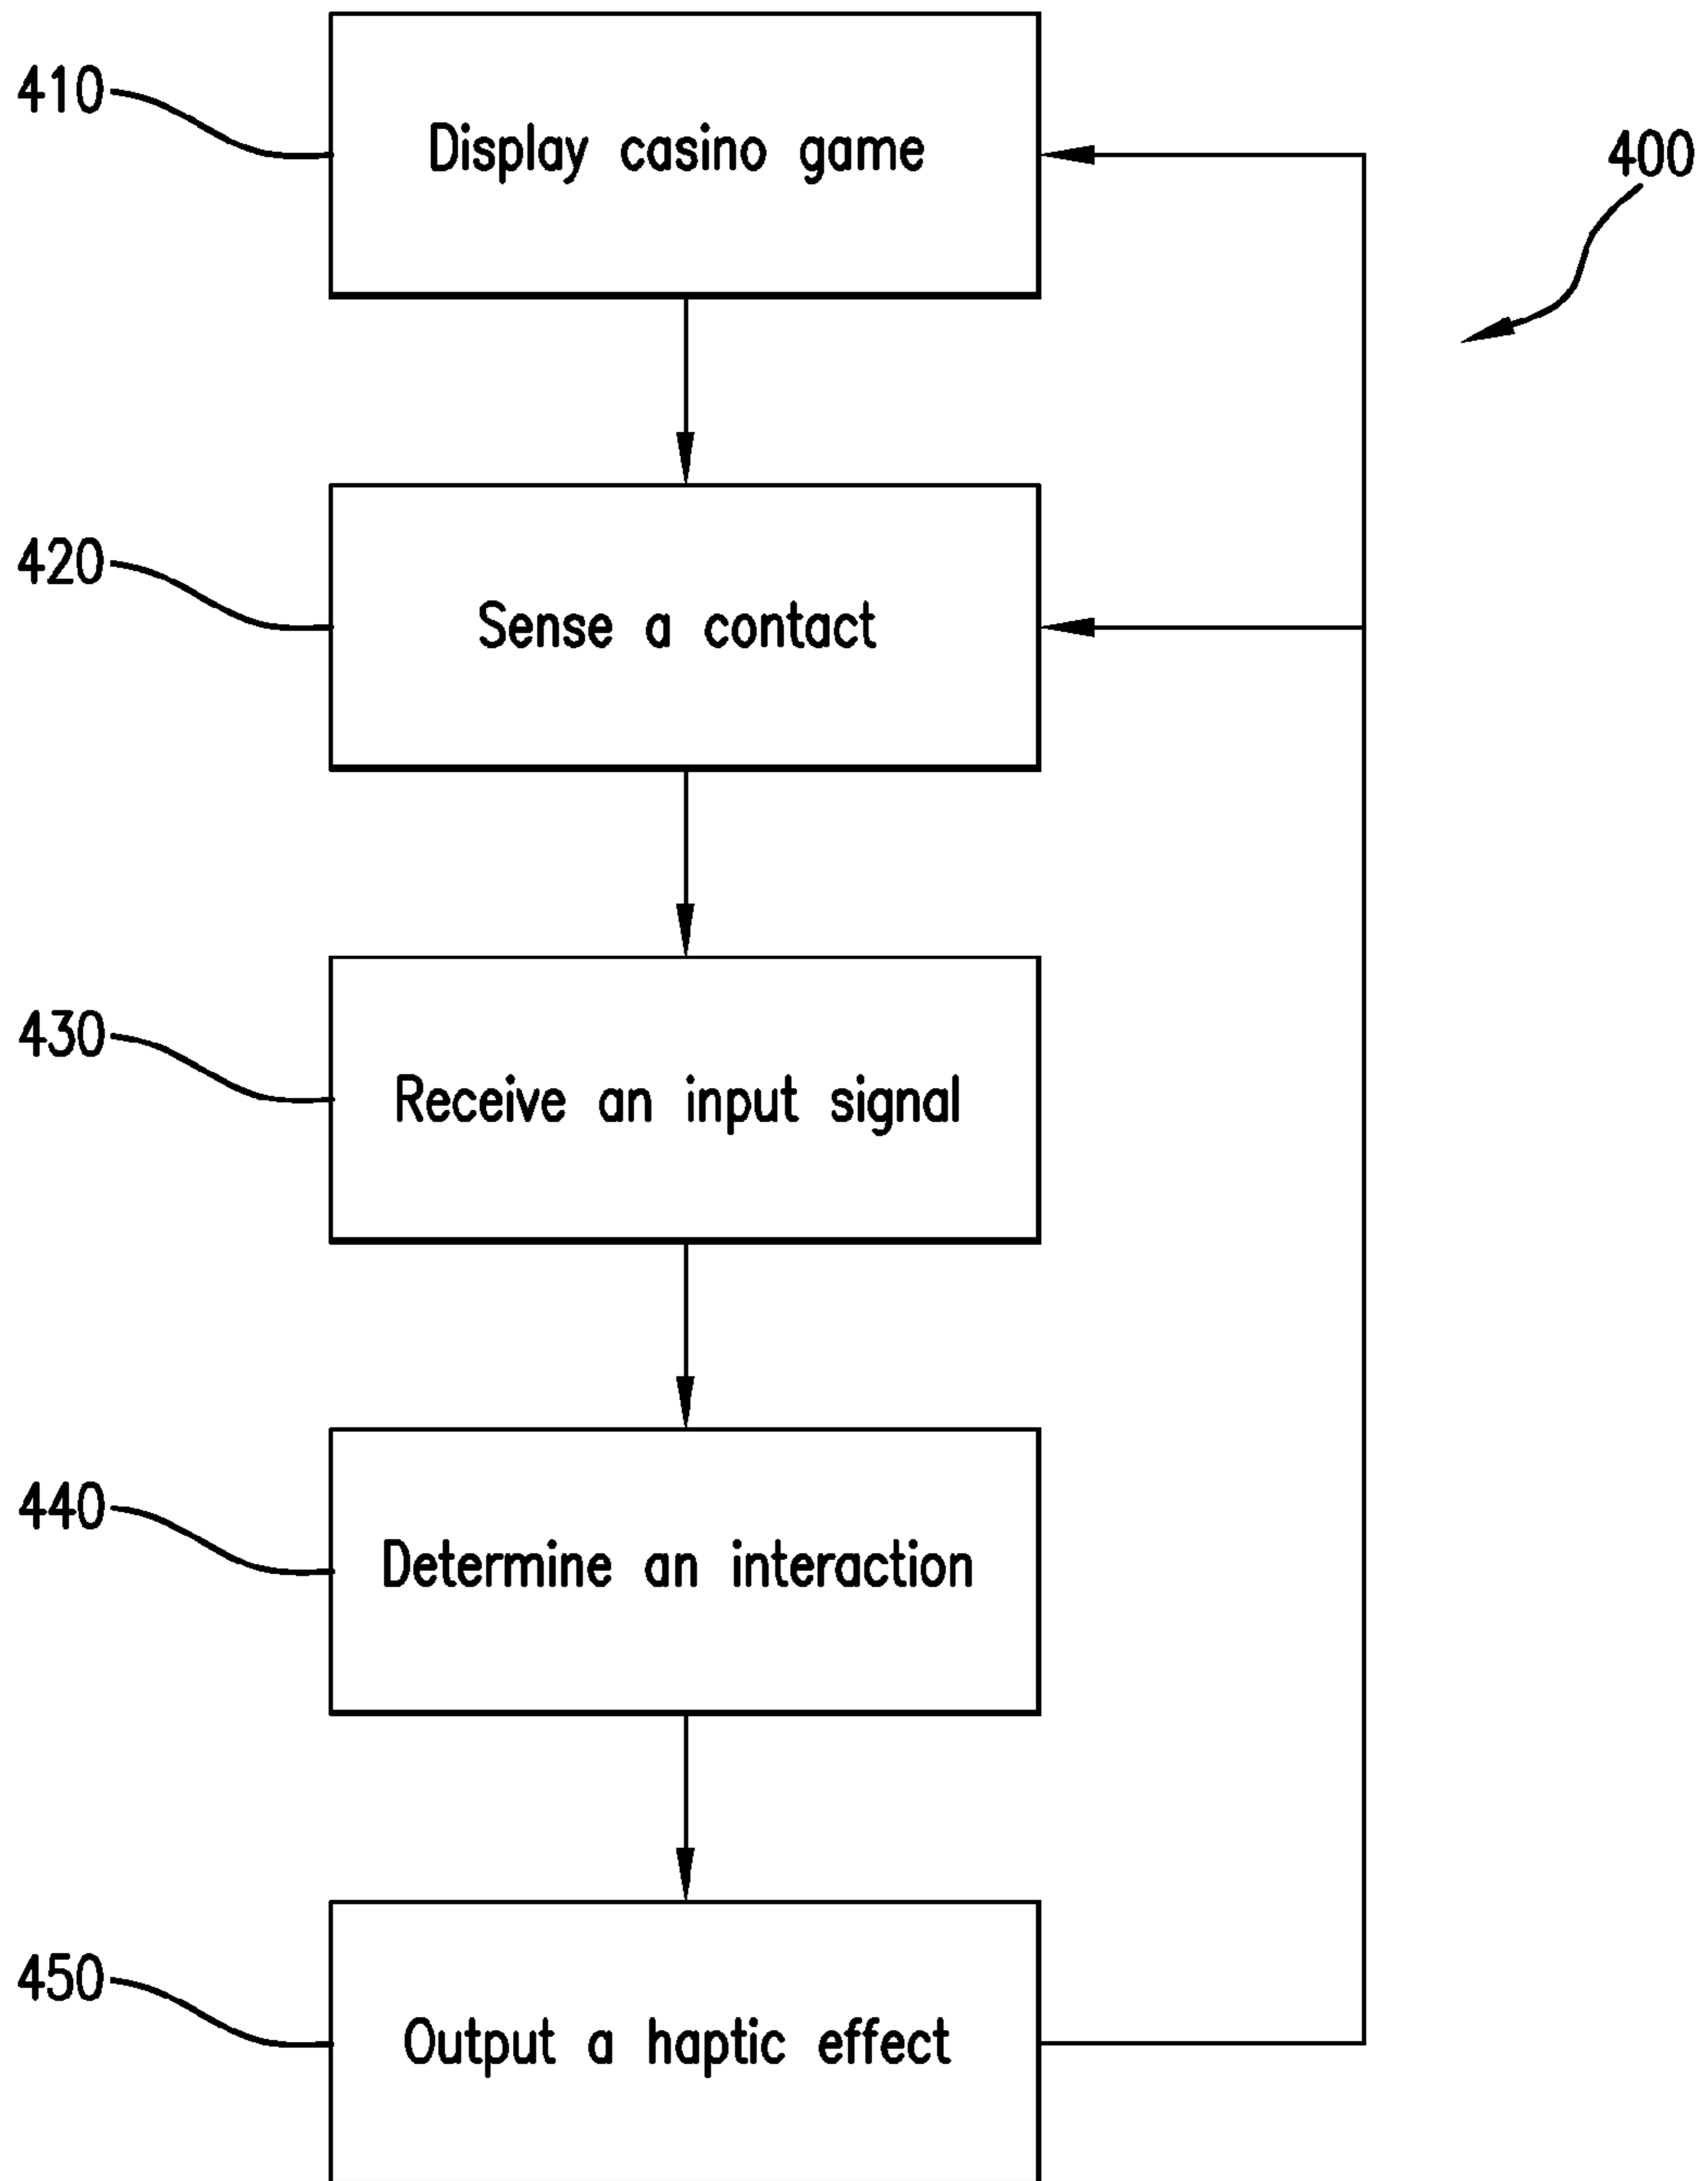 410
Display casino game
400
420
Sense a contact
430
Receive an input signal
440
Determine an interaction
450
Output a haptic effect